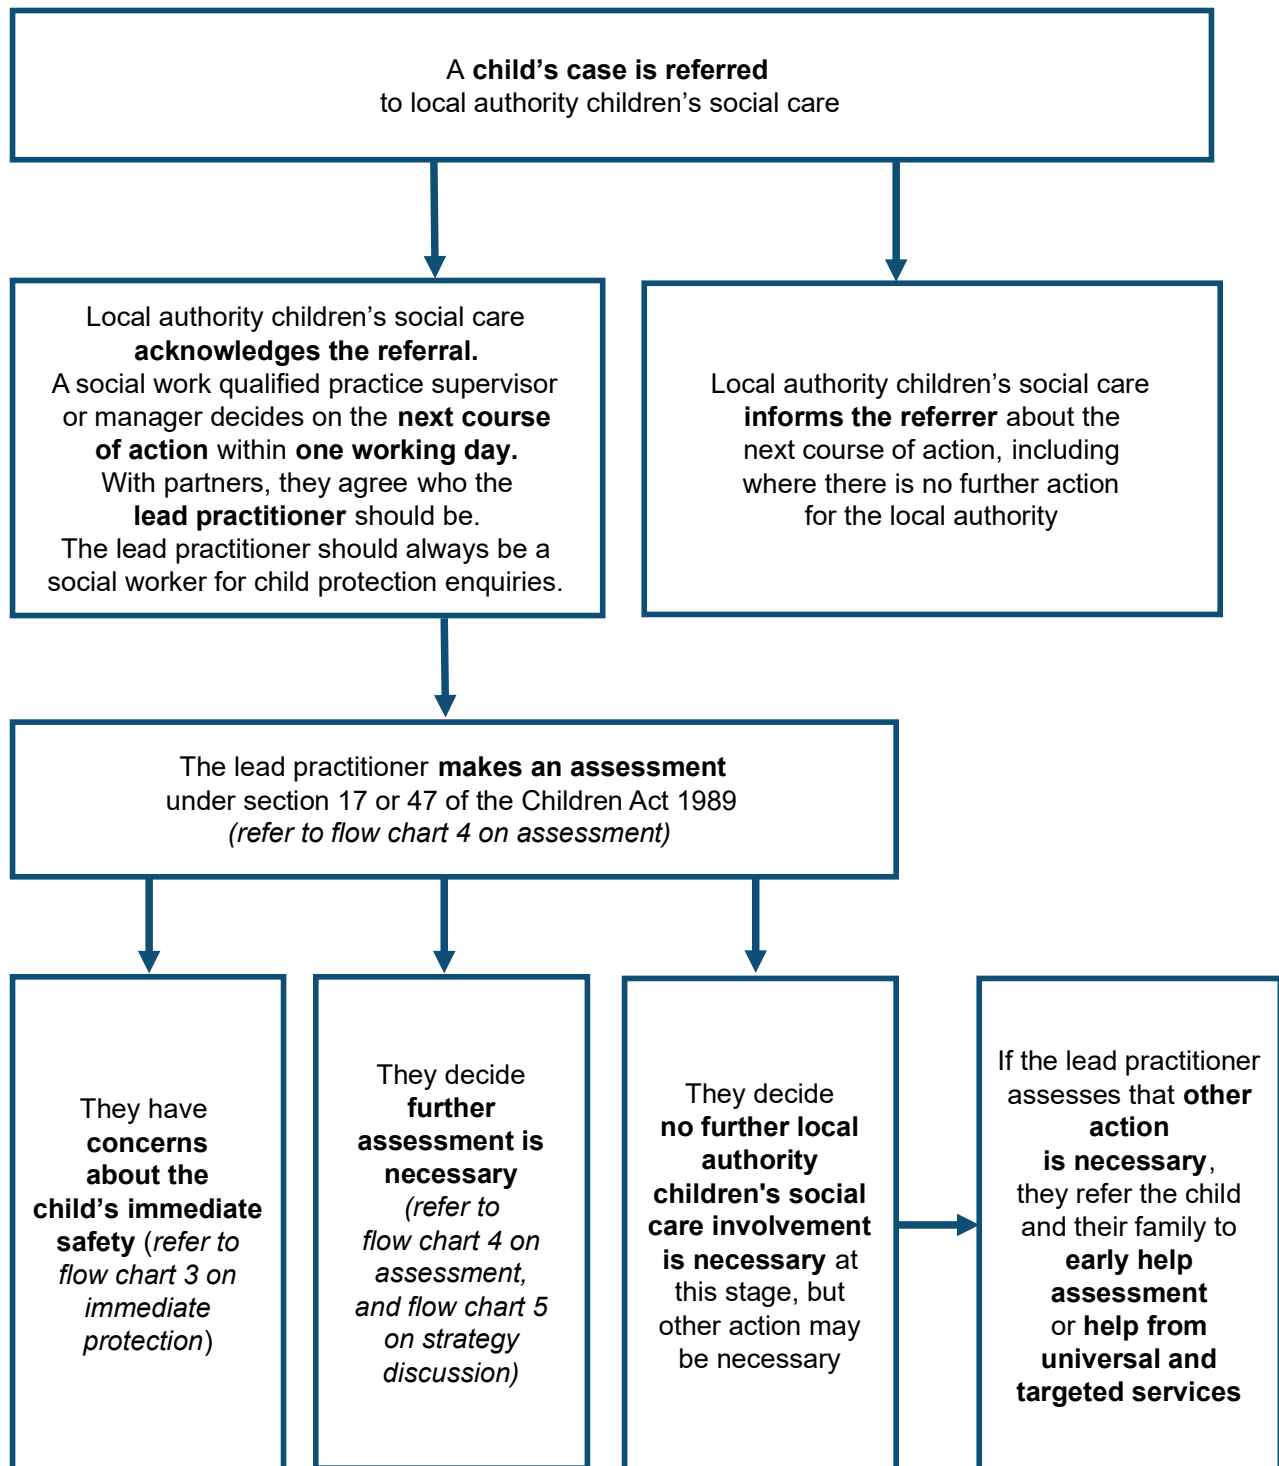 A child’s case is referred
to local authority children’s social care
Local authority children’s social care
acknowledges the referral.
A social work qualified practice supervisor
or manager decides on the next course
of action within one working day.
With partners, they agree who the
lead practitioner should be.
The lead practitioner should always be a
social worker for child protection enquiries.
Local authority children’s social care
informs the referrer about the
next course of action, including
where there is no further action
for the local authority
The lead practitioner makes an assessment
under section 17 or 47 of the Children Act 1989
(refer to flow chart 4 on assessment)
They have
concerns
about the
child’s immediate
safety (refer to
flow chart 3 on
immediate
protection)
They decide
further
assessment is
necessary
(refer to
flow chart 4 on
assessment,
and flow chart 5
on strategy
discussion)
They decide
no further local
authority
children's social
care involvement
is necessary at
this stage, but
other action may
be necessary
If the lead practitioner
assesses that other
action
is necessary,
they refer the child
and their family to
early help
assessment
or help from
universal and
targeted services